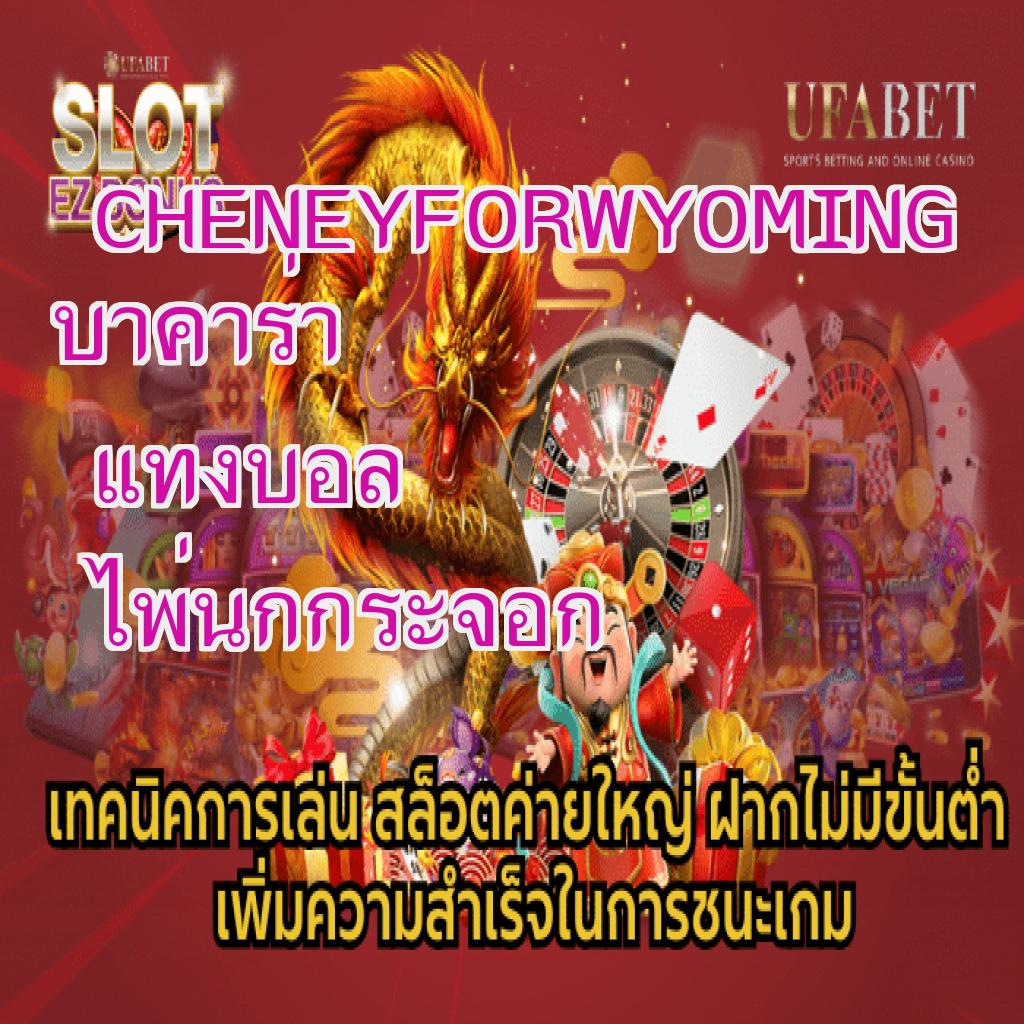 UFABET
SLOT
UFABET
SPORTS BETTING AND ONLINE CASINO
CHENEYFORWYOMING
บาคาร่า
แทงบอล
ไพ่นกกระจอก
เทคนิคการเล่น สล็อตค่ายใหญ่ ฝากไม่มีขั้นต่ำ
เพิ่มความสำเร็จในการชนะเกม